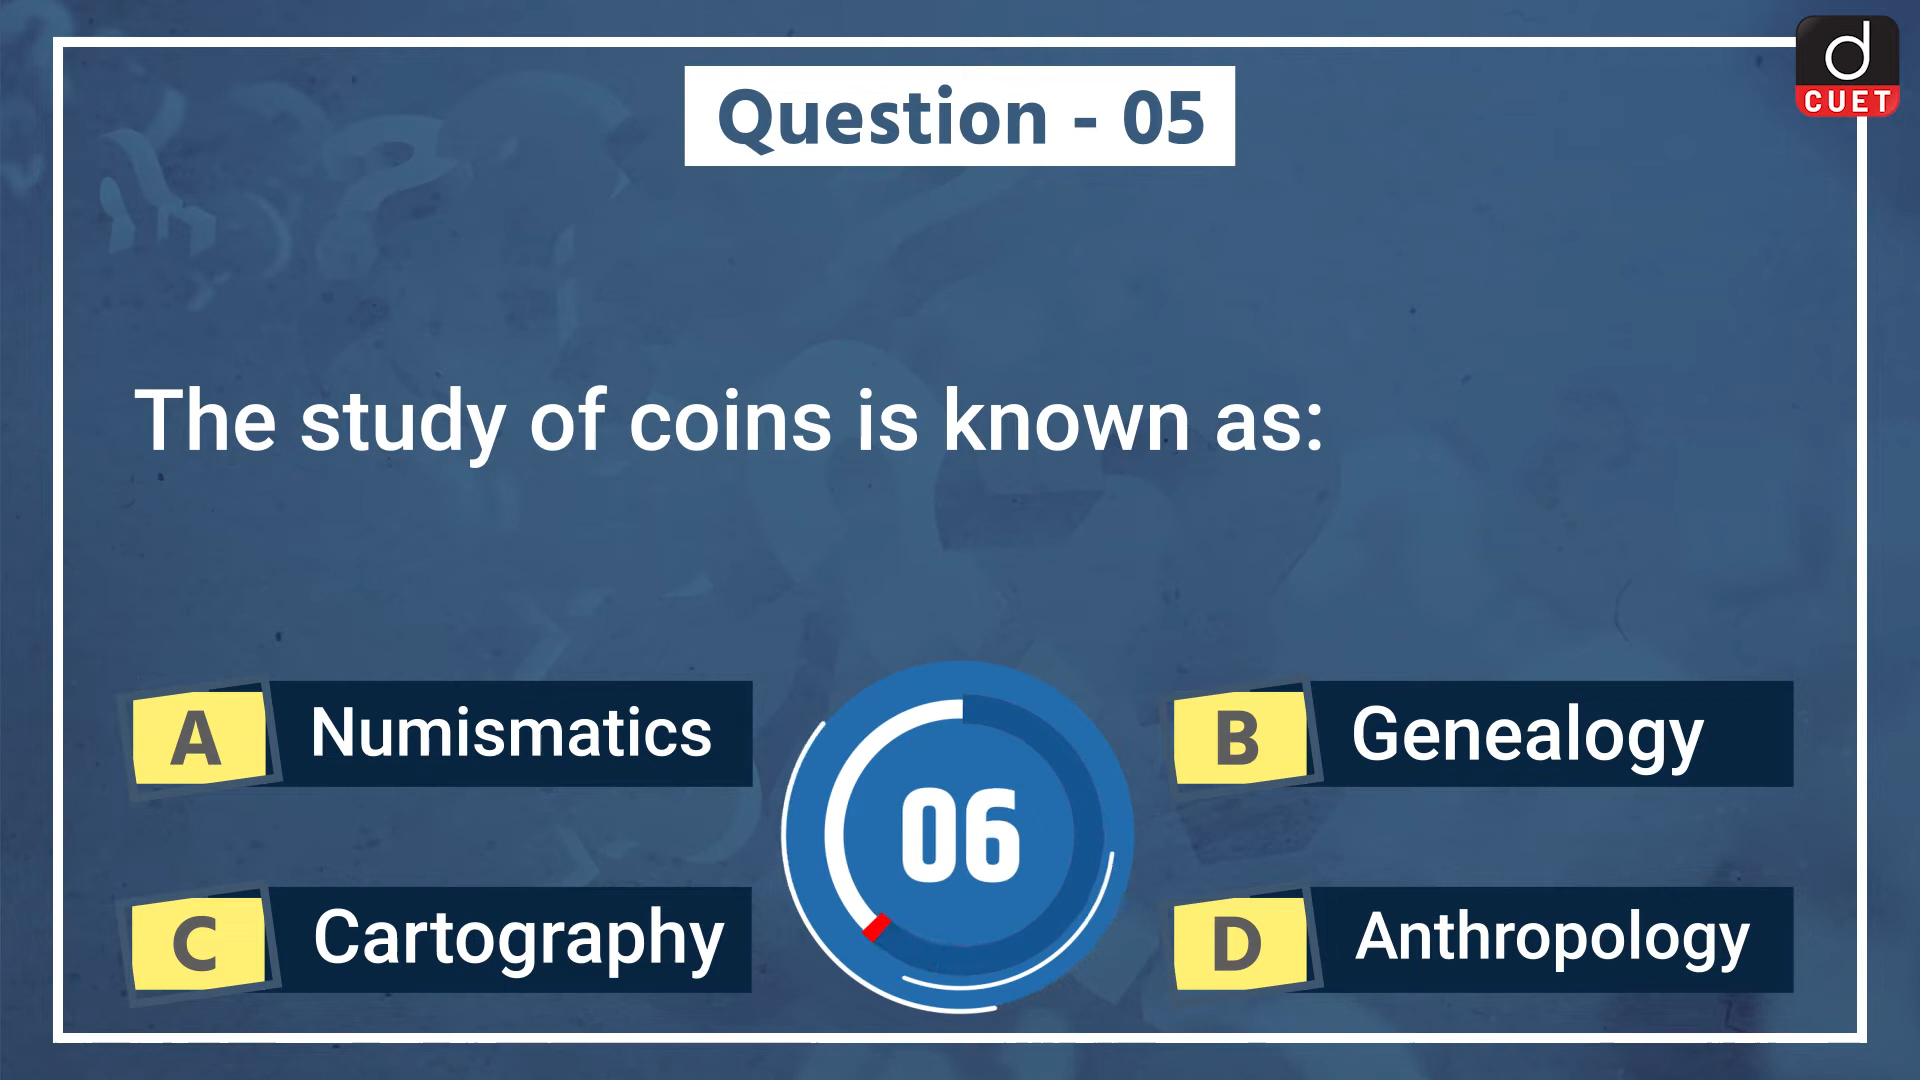 d
CUET
Question - 05
The study of coins is known as:
A Numismatics
B Genealogy
06
C Cartography
D Anthropology